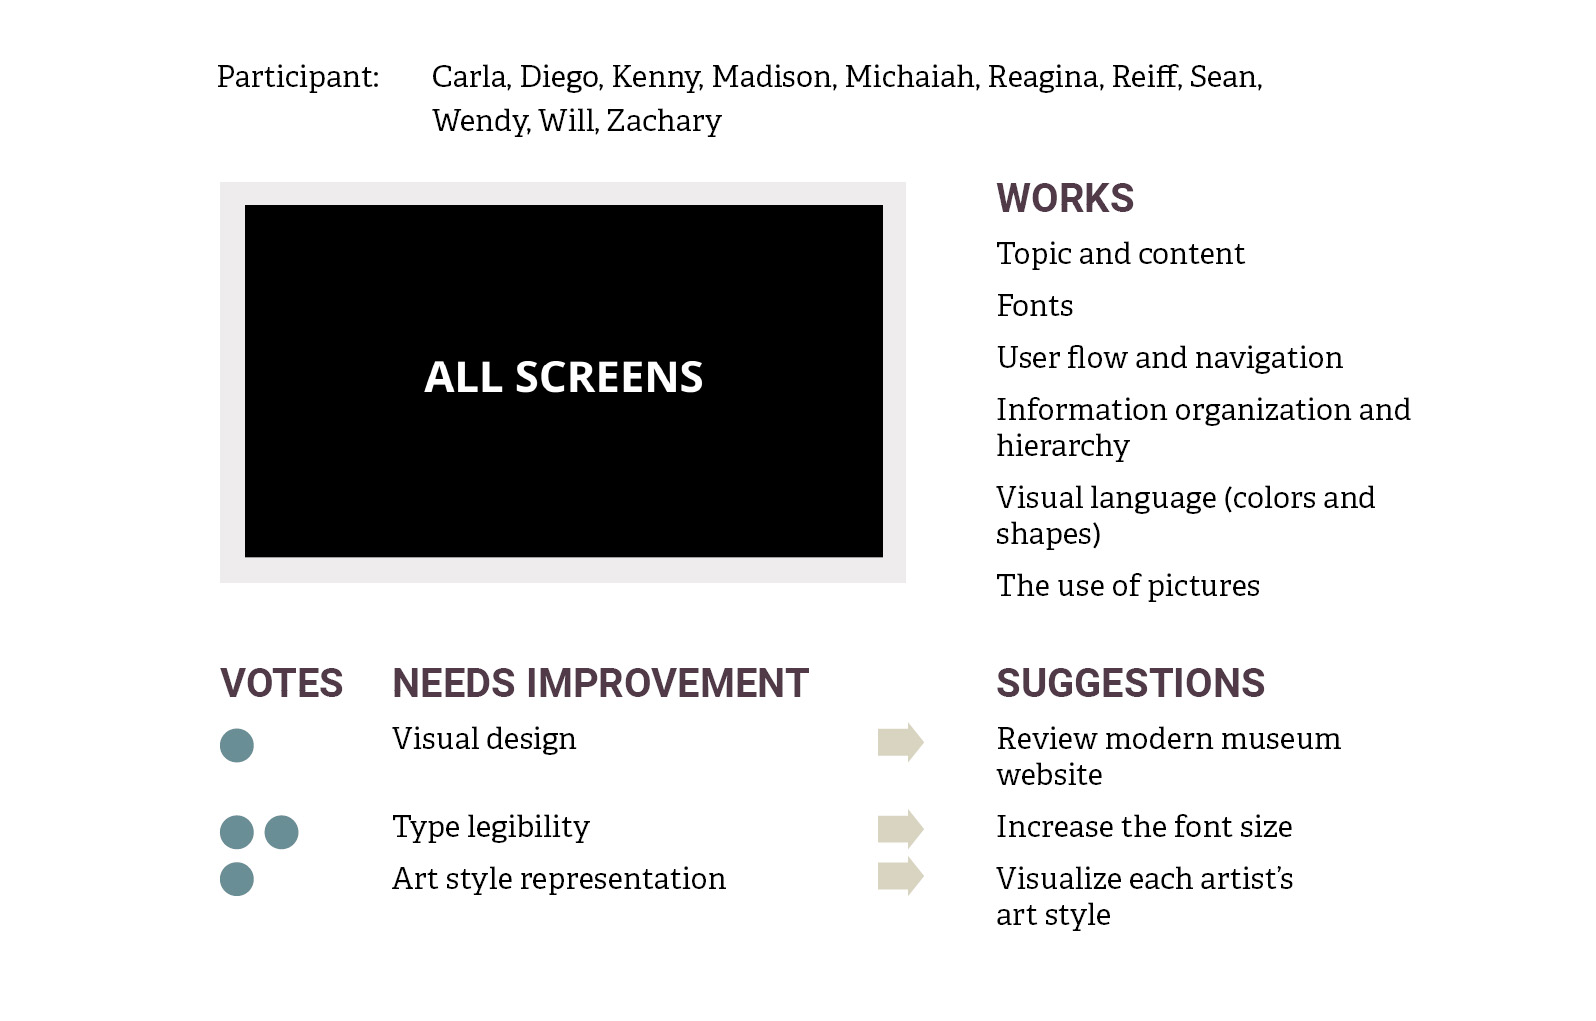 Participant: Carla, Diego, Kenny, Madison, Michaiah, Reagina, Reiff, Sean,
Wendy, Will, Zachary
ALL SCREENS
WORKS
Topic and content
Fonts
User flow and navigation
Information organization and
hierarchy
Visual language (colors and
shapes)
The use of pictures
VOTES NEEDS IMPROVEMENT SUGGESTIONS
Visual design
Review modern museum
website
Type legibility
Increase the font size
Art style representation
Visualize each artist’s
art style